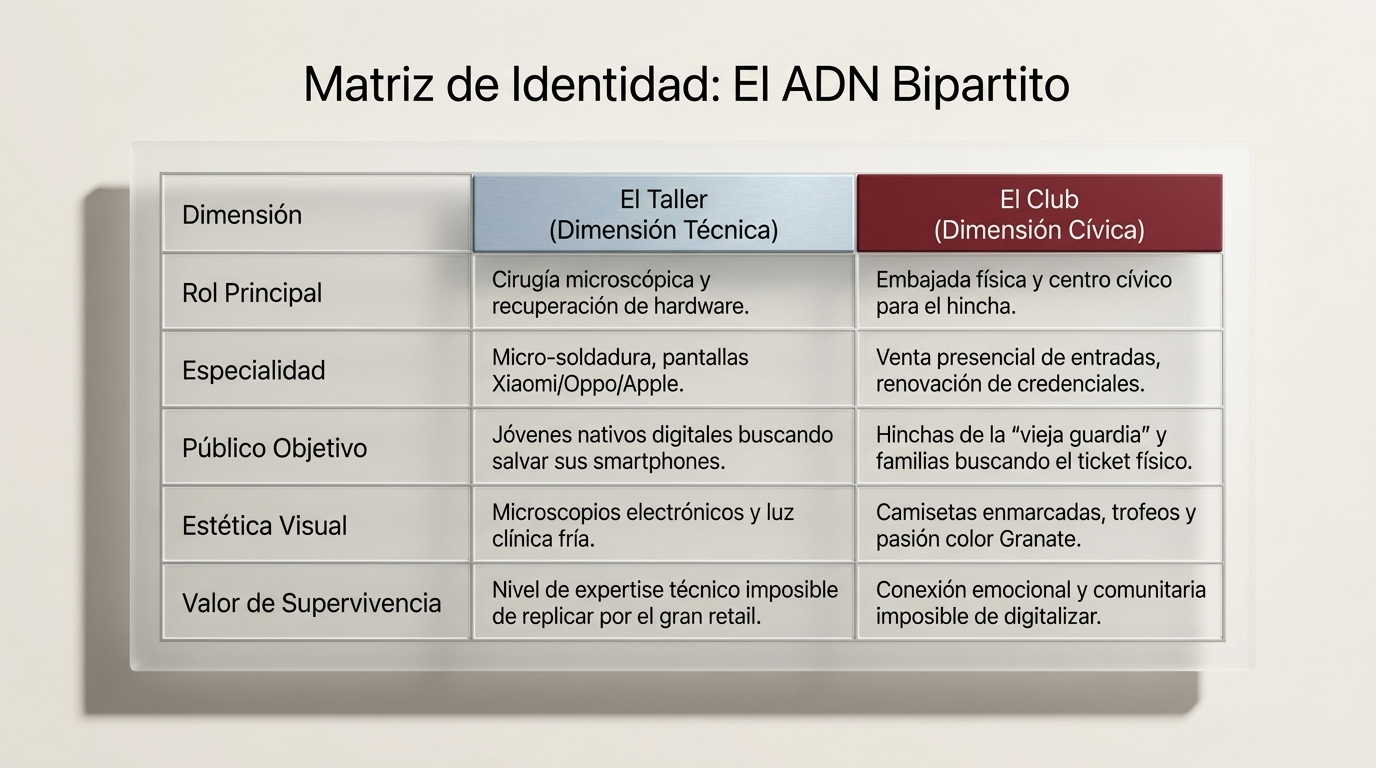 Matriz de Identidad: El ADN Bipartito
Dimensión
El Taller
(Dimensión Técnica)
El Club
(Dimensión Cívica)
Rol Principal
Cirugía microscópica y
recuperación de hardware.
Embajada física y centro cívico
para el hincha.
Especialidad
Micro-soldadura, pantallas
Xiaomi/Oppo/Apple.
Venta presencial de entradas,
renovación de credenciales.
Público Objetivo
Jóvenes nativos digitales buscando
salvar sus smartphones.
Hinchas de la “vieja guardia” y
familias buscando el ticket físico.
Estética Visual
Microscopios electrónicos y luz
clínica fría.
Camisetas enmarcadas, trofeos y
pasión color Granate.
Valor de Supervivencia
Nivel de expertise técnico imposible
de replicar por el gran retail.
Conexión emocional y comunitaria
imposible de digitalizar.